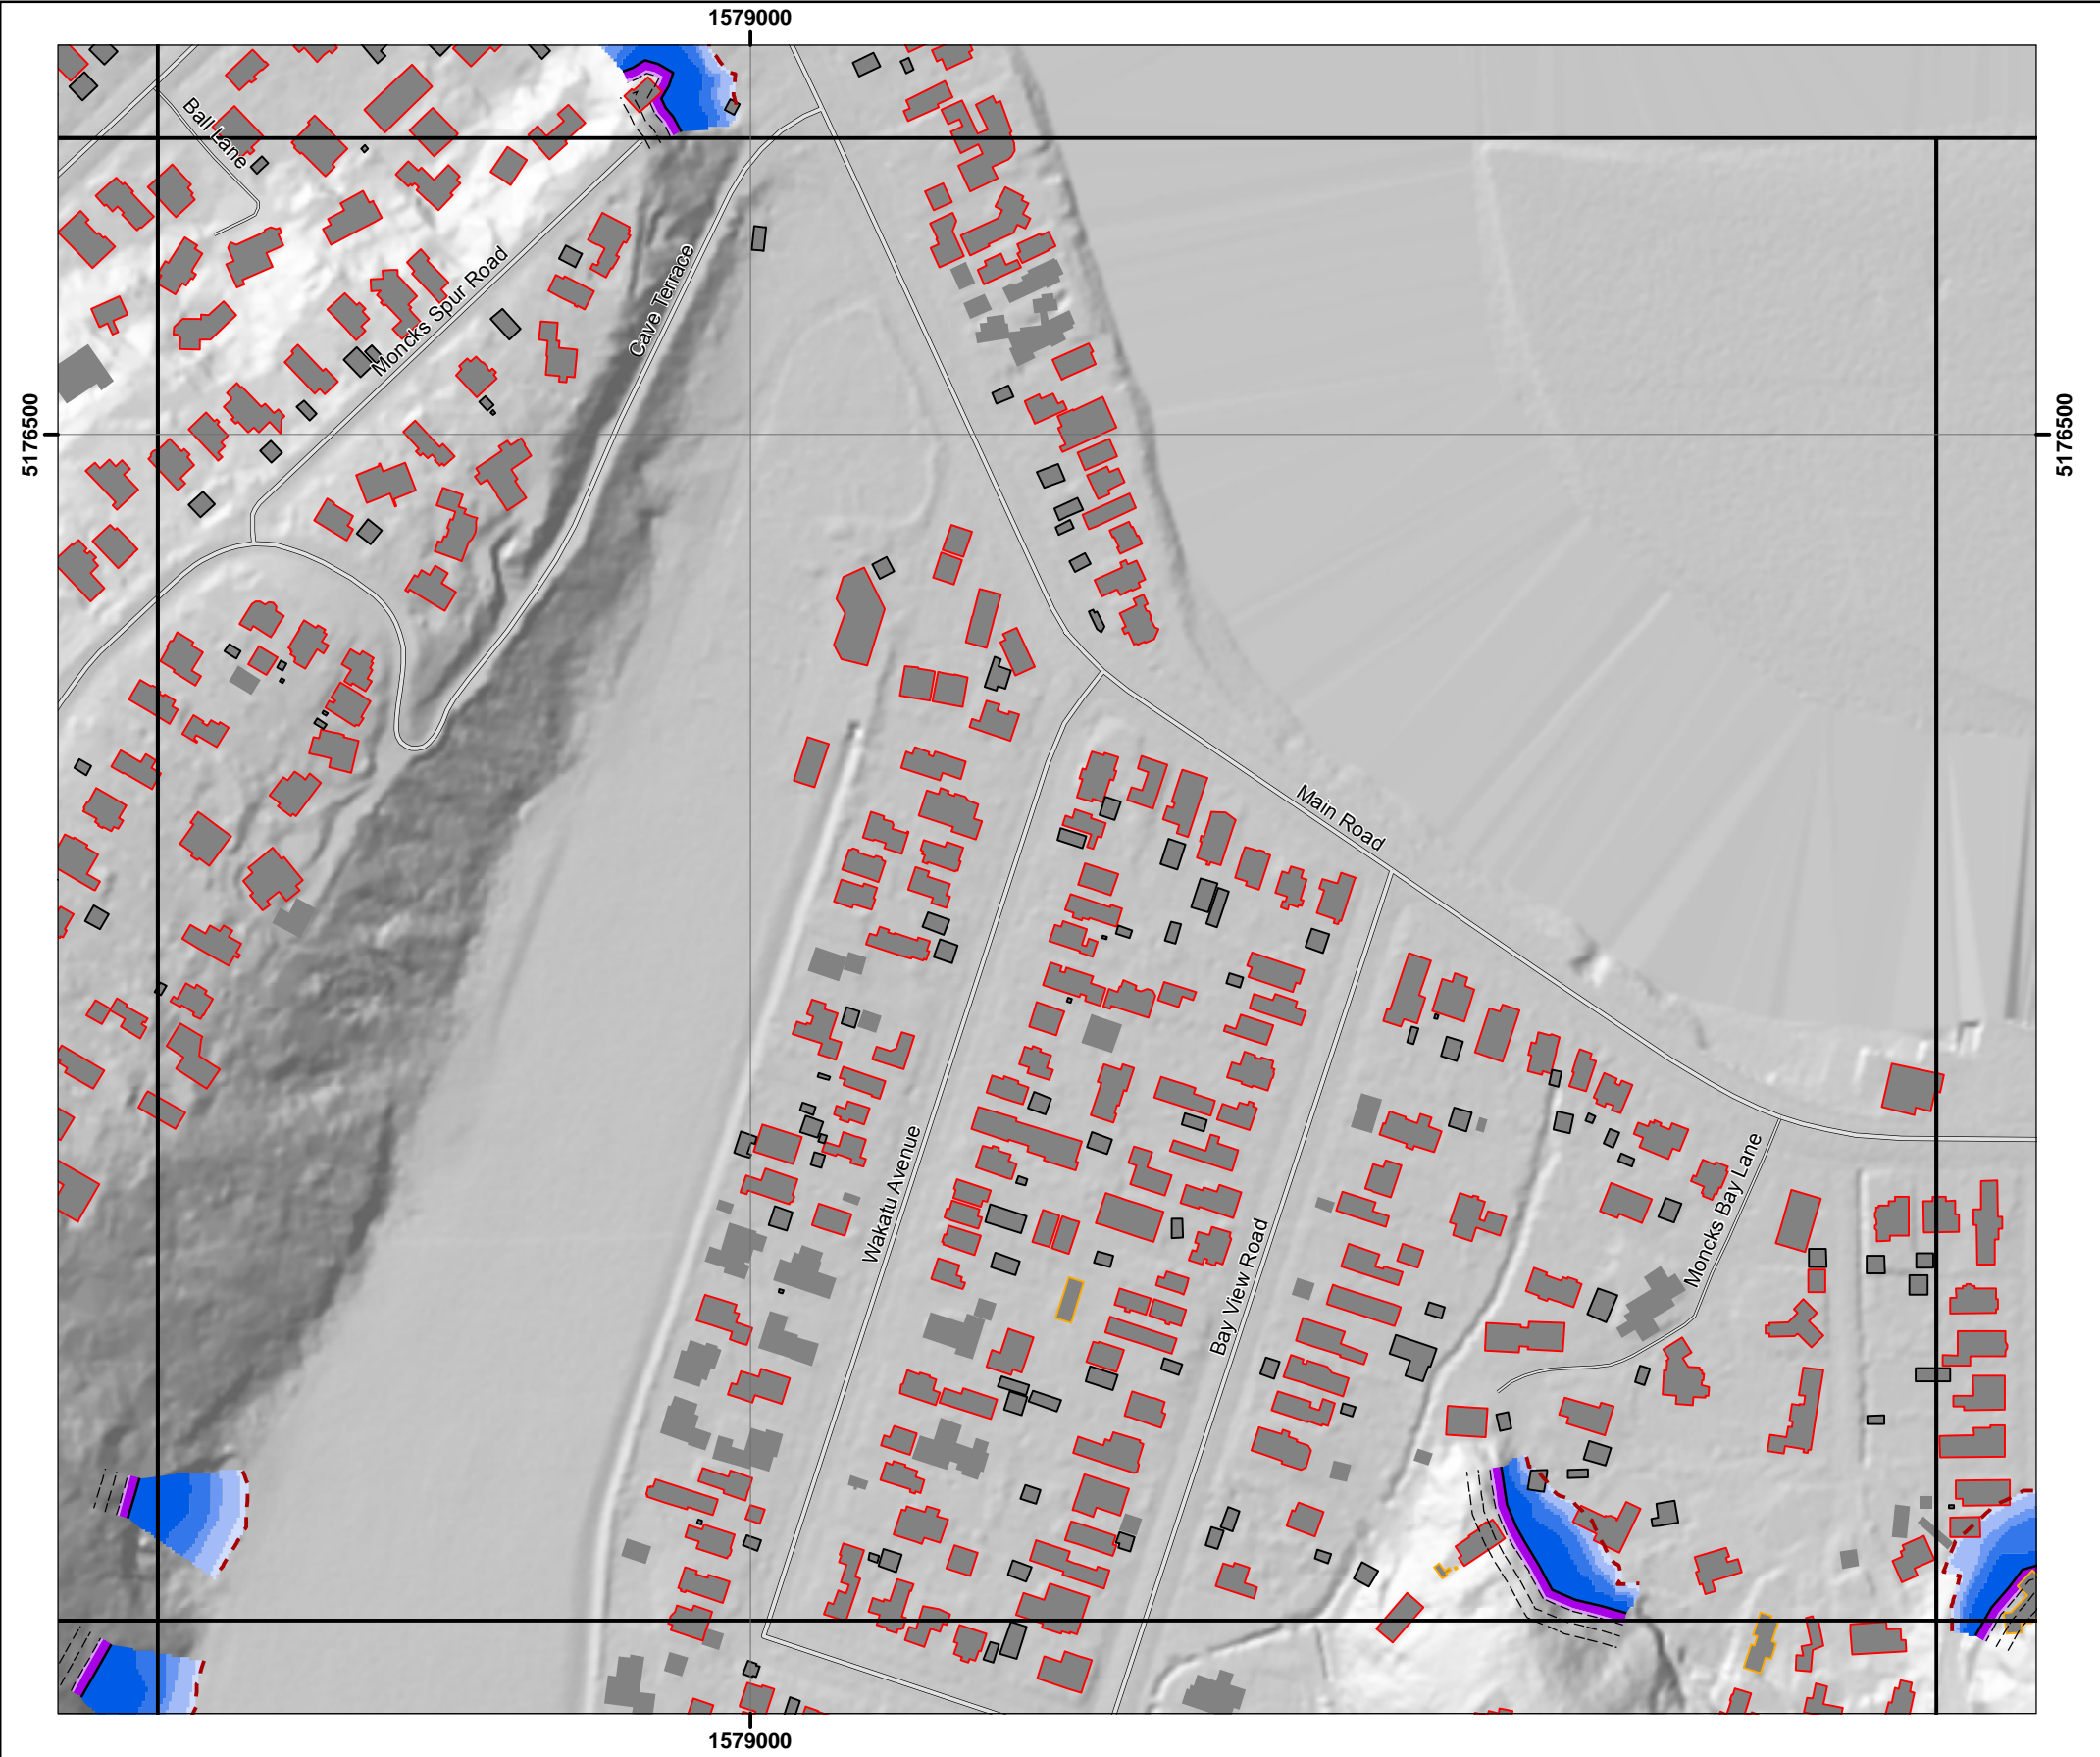 1579000
Ball Lane
Moncks Spur Road
Cave Terrace
5176500
5176500
Main Road
Wakatu Avenue
Bay View Road
Moncks Bay Lane
1579000